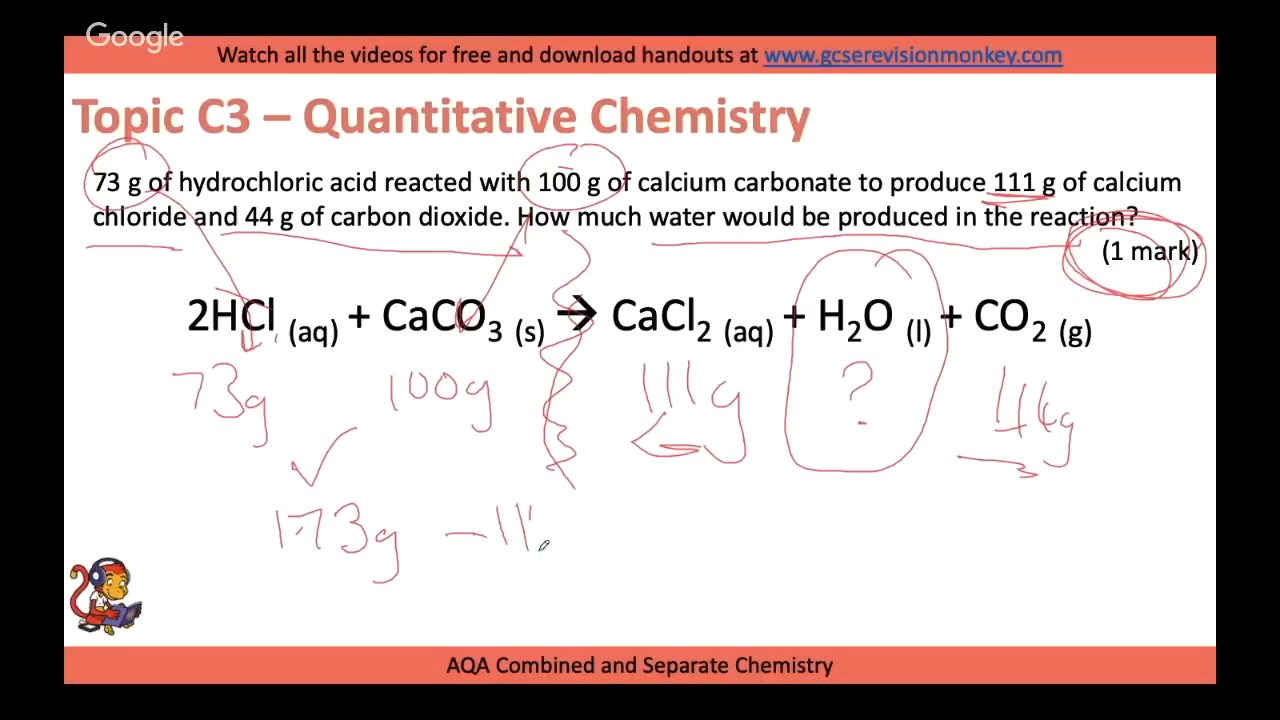 Google
Watch all the videos for free and download handouts at www.gcserevisionmonkey.com
Topic C3 – Quantitative Chemistry
73 g of hydrochloric acid reacted with 100 g of calcium carbonate to produce 111 g of calcium
chloride and 44 g of carbon dioxide. How much water would be produced in the reaction?
(1 mark)
2HCl (aq) + CaCO3 (s) → CaCl2 (aq) + H2O (l) + CO2 (g)
73g 100g 111g ? 44g
173g – 11
AQA Combined and Separate Chemistry